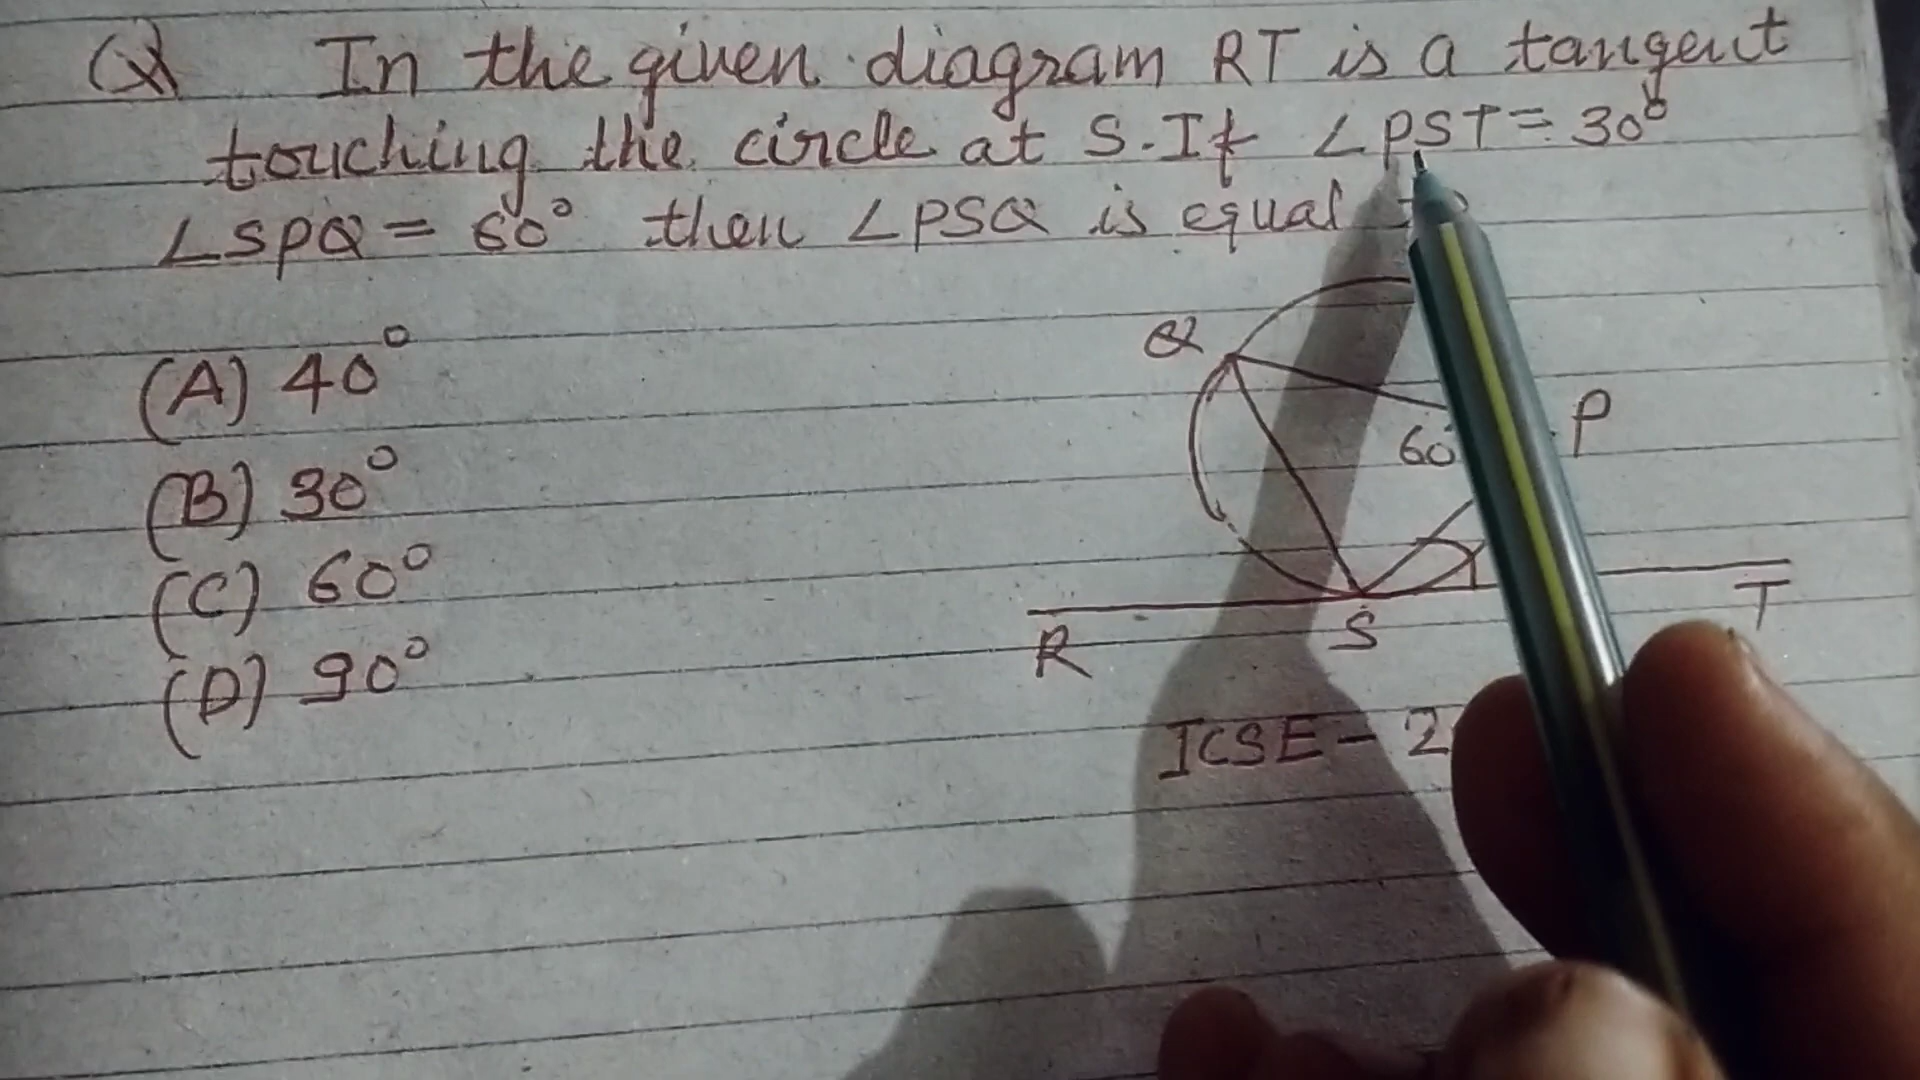 Q In the given diagram RT is a tangent
touching the circle at S. If ∠PST = 30°
∠SPQ = 60° then ∠PSQ is equal
(A) 40°
(B) 30°
(C) 60°
(D) 90°
Q
P
60
R
S
T
ICSE - 2